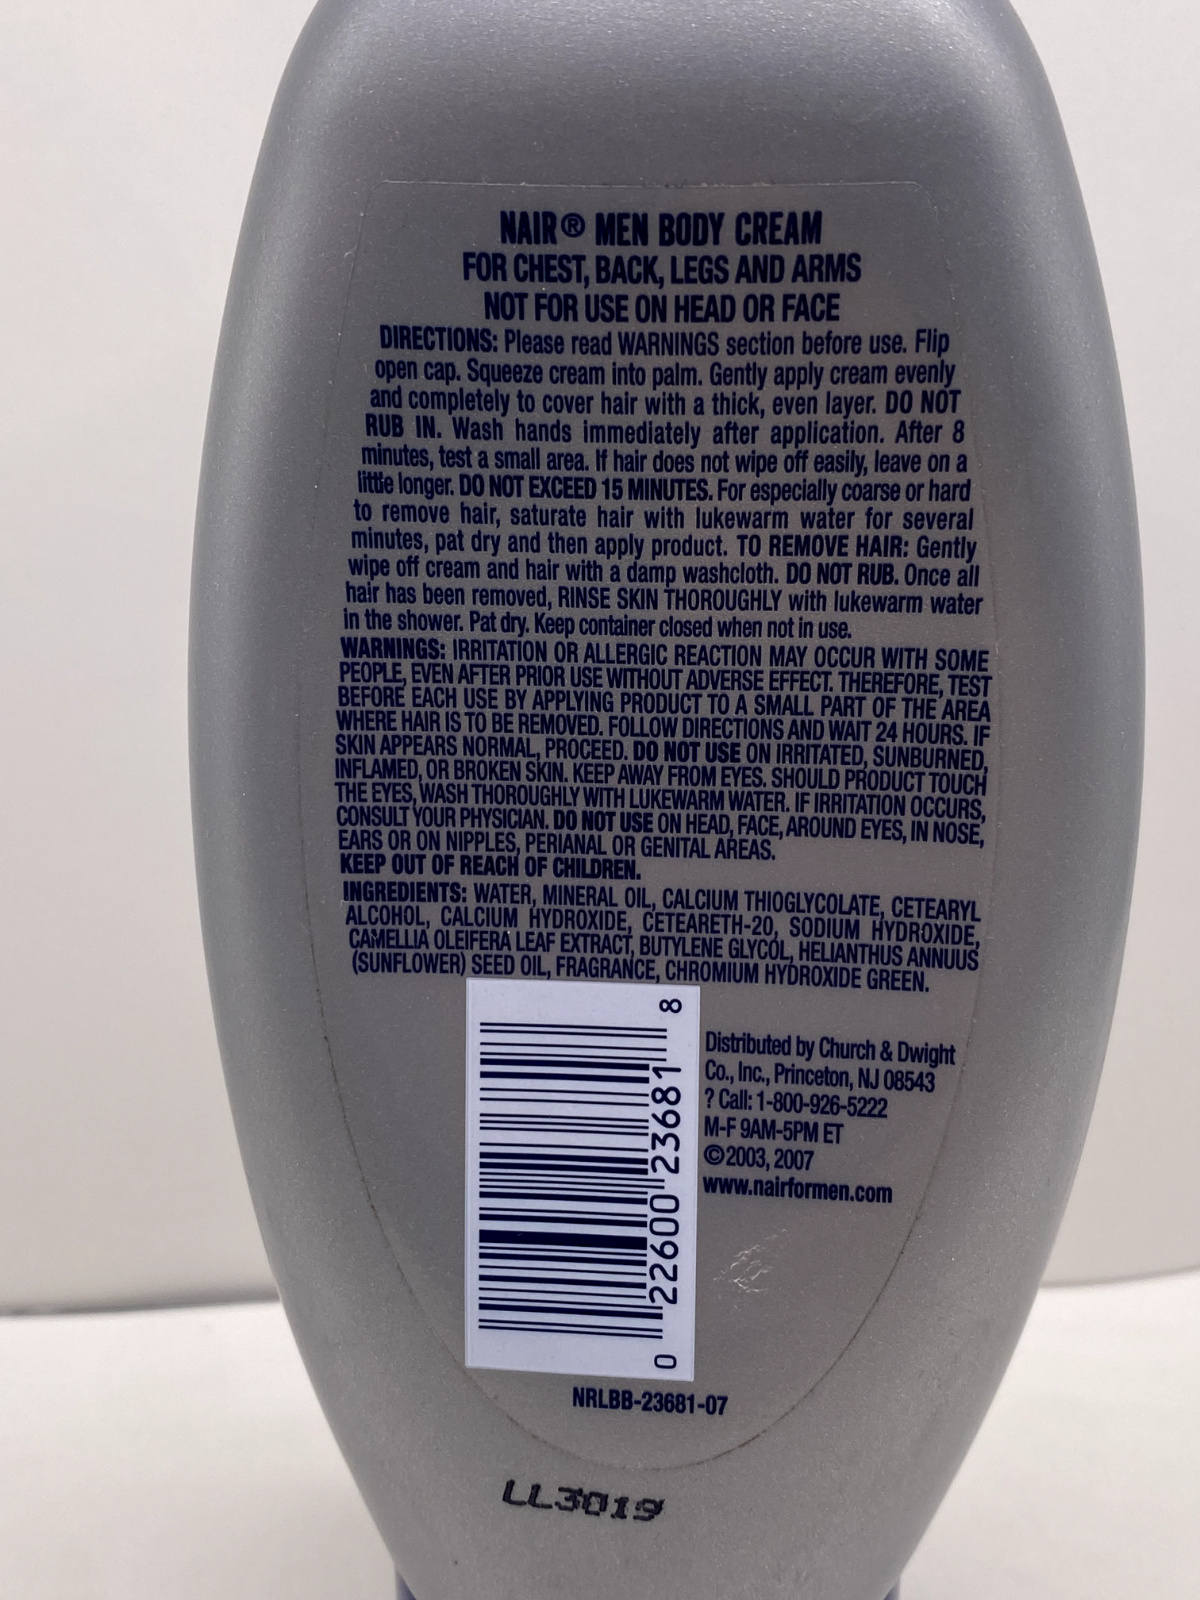 NAIR® MEN BODY CREAM
FOR CHEST, BACK, LEGS AND ARMS
NOT FOR USE ON HEAD OR FACE
DIRECTIONS: Please read WARNINGS section before use. Flip
open cap. Squeeze cream into palm. Gently apply cream evenly
and completely to cover hair with a thick, even layer. DO NOT
RUB IN. Wash hands immediately after application. After 8
minutes, test a small area. If hair does not wipe off easily, leave on a
little longer. DO NOT EXCEED 15 MINUTES. For especially coarse or hard
to remove hair, saturate hair with lukewarm water for several
minutes, pat dry and then apply product. TO REMOVE HAIR: Gently
wipe off cream and hair with a damp washcloth. DO NOT RUB. Once all
hair has been removed, RINSE SKIN THOROUGHLY with lukewarm water
in the shower. Pat dry. Keep container closed when not in use.
WARNINGS: IRRITATION OR ALLERGIC REACTION MAY OCCUR WITH SOME
PEOPLE, EVEN AFTER PRIOR USE WITHOUT ADVERSE EFFECT. THEREFORE, TEST
BEFORE EACH USE BY APPLYING PRODUCT TO A SMALL PART OF THE AREA
WHERE HAIR IS TO BE REMOVED. FOLLOW DIRECTIONS AND WAIT 24 HOURS. IF
SKIN APPEARS NORMAL, PROCEED. DO NOT USE ON IRRITATED, SUNBURNED,
INFLAMED, OR BROKEN SKIN. KEEP AWAY FROM EYES. SHOULD PRODUCT TOUCH
THE EYES, WASH THOROUGHLY WITH LUKEWARM WATER. IF IRRITATION OCCURS,
CONSULT YOUR PHYSICIAN. DO NOT USE ON HEAD, FACE, AROUND EYES, IN NOSE,
EARS OR ON NIPPLES, PERIANAL OR GENITAL AREAS.
KEEP OUT OF REACH OF CHILDREN.
INGREDIENTS: WATER, MINERAL OIL, CALCIUM THIOGLYCOLATE, CETEARYL
ALCOHOL, CALCIUM HYDROXIDE, CETEARETH-20, SODIUM HYDROXIDE,
CAMELLIA OLEIFERA LEAF EXTRACT, BUTYLENE GLYCOL, HELIANTHUS ANNUUS
(SUNFLOWER) SEED OIL, FRAGRANCE, CHROMIUM HYDROXIDE GREEN.
0 22600 23681 8
Distributed by Church & Dwight
Co., Inc., Princeton, NJ 08543
? Call: 1-800-926-5222
M-F 9AM-5PM ET
©2003, 2007
www.nairformen.com
NRLBB-23681-07
LL3019